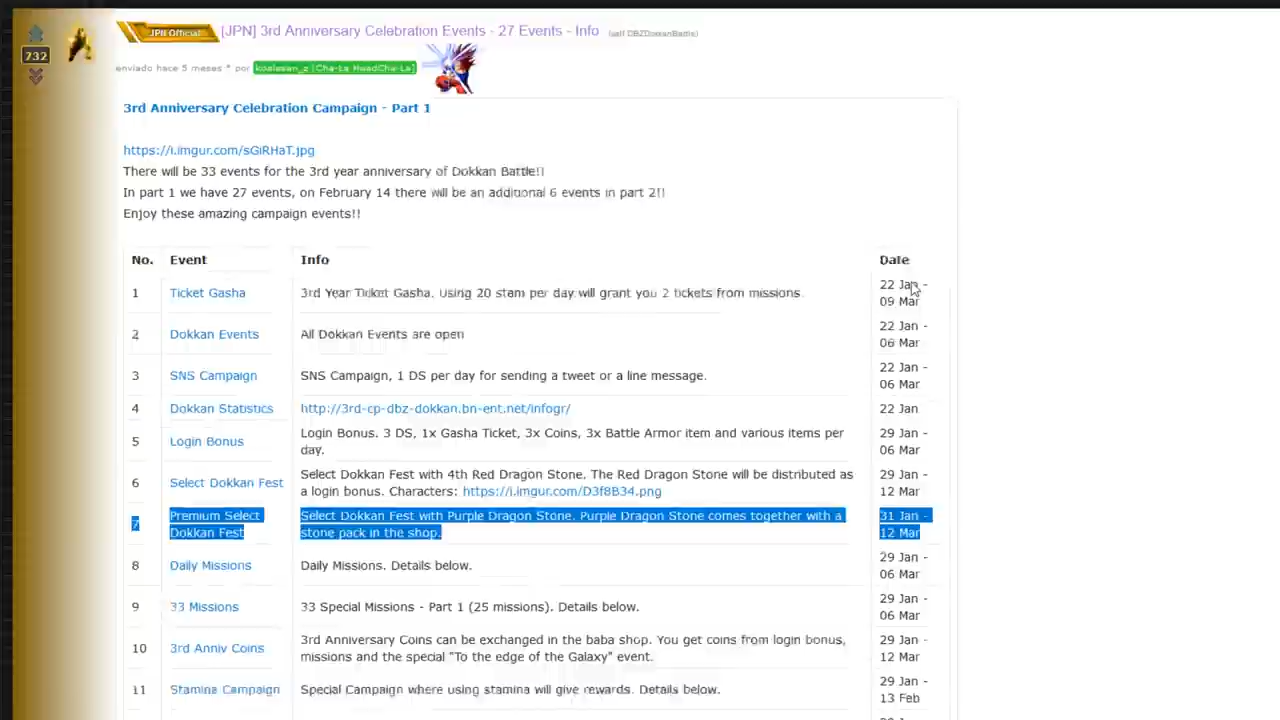 JPN Official [JPN] 3rd Anniversary Celebration Events - 27 Events - Info (self.DBZDokkanBattle)
232
enviado hace 5 meses * por
3rd Anniversary Celebration Campaign - Part 1
https://i.imgur.com/sGiRHaT.jpg
There will be 33 events for the 3rd year anniversary of Dokkan Battle!!
In part 1 we have 27 events, on February 14 there will be an additional 6 events in part 2!!
Enjoy these amazing campaign events!!
No. Event Info Date
1 Ticket Gasha 3rd Year Ticket Gasha. Using 20 stam per day will grant you 2 tickets from missions. 22 Jan -
09 Mar
2 Dokkan Events All Dokkan Events are open 22 Jan -
06 Mar
3 SNS Campaign SNS Campaign, 1 DS per day for sending a tweet or a line message. 22 Jan -
06 Mar
4 Dokkan Statistics http://3rd-cp-dbz-dokkan.bn-ent.net/infogr/ 22 Jan
5 Login Bonus Login Bonus. 3 DS, 1x Gasha Ticket, 3x Coins, 3x Battle Armor item and various items per 29 Jan -
day. 06 Mar
6 Select Dokkan Fest Select Dokkan Fest with 4th Red Dragon Stone. The Red Dragon Stone will be distributed as 29 Jan -
a login bonus. Characters: https://i.imgur.com/D3f8B34.png 12 Mar
7 Premium Select Select Dokkan Fest with Purple Dragon Stone. Purple Dragon Stone comes together with a 31 Jan -
Dokkan Fest stone pack in the shop. 12 Mar
8 Daily Missions Daily Missions. Details below. 29 Jan -
06 Mar
9 33 Missions 33 Special Missions - Part 1 (25 missions). Details below. 29 Jan -
06 Mar
10 3rd Anniv Coins 3rd Anniversary Coins can be exchanged in the baba shop. You get coins from login bonus, 29 Jan -
missions and the special "To the edge of the Galaxy" event. 12 Mar
11 Stamina Campaign Special Campaign where using stamina will give rewards. Details below. 29 Jan -
13 Feb